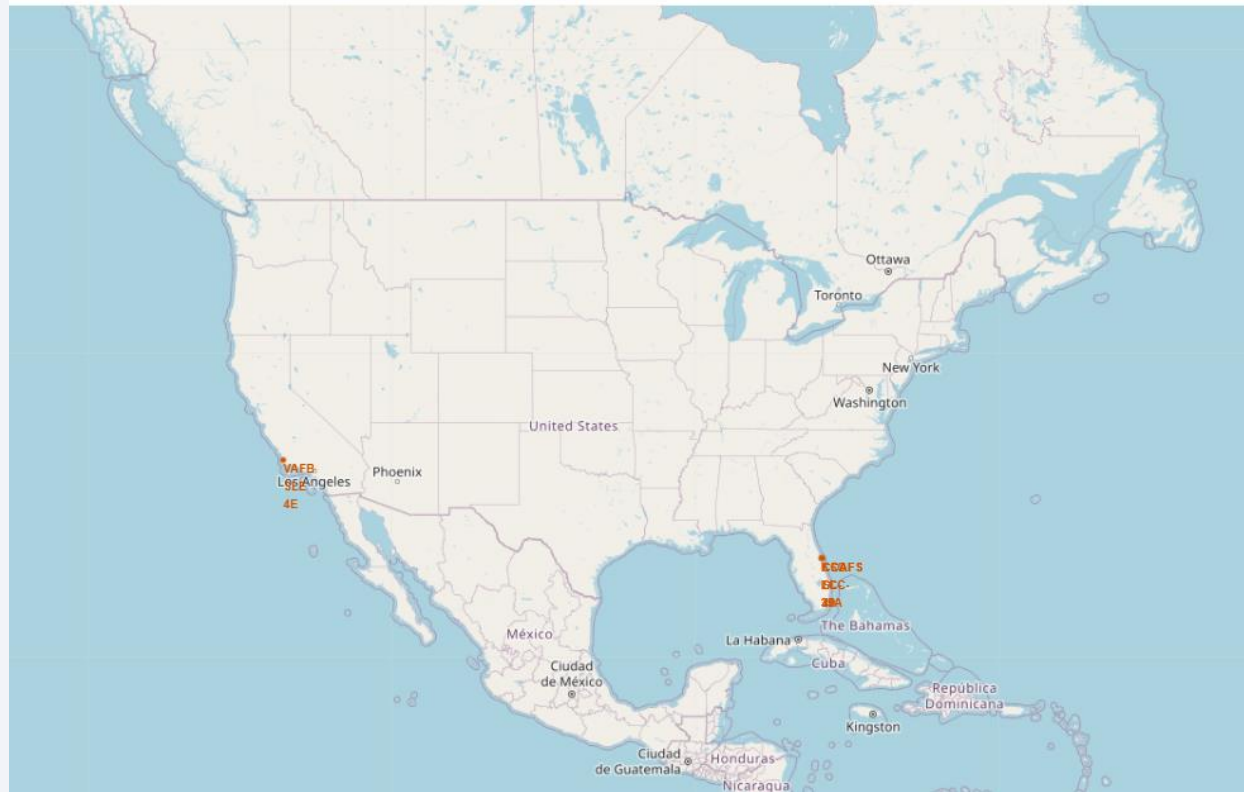 Ottawa
Toronto
New York
Washington
United States
VAFB
Phoenix
Los Angeles
4E
The Bahamas
La Habana
México
Cuba
Ciudad
de México
República
Dominicana
Kingston
Ciudad
de Guatemala
Honduras
Nicaragua